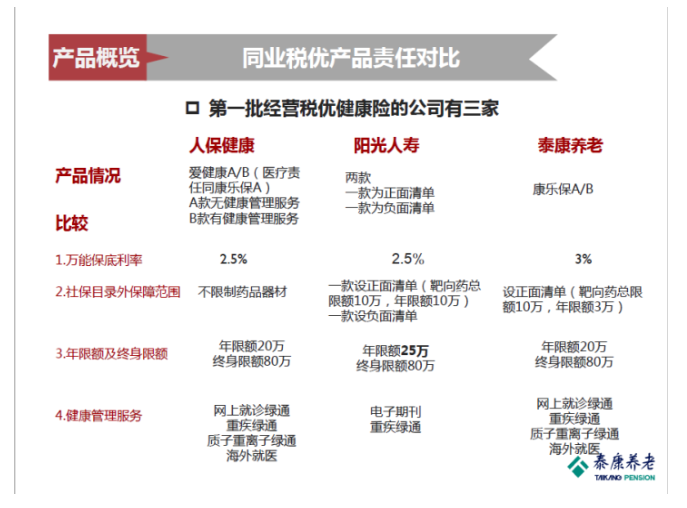 产品概览
同业税优产品责任对比
第一批经营税优健康险的公司有三家
人保健康
阳光人寿
泰康养老
产品情况
爱健康A/B（医疗责
任同康乐保A）
A款无健康管理服务
B款有健康管理服务
两款
一款为正面清单
一款为负面清单
康乐保A/B
比较
1.万能保底利率
2.5%
2.5%
3%
2.社保目录外保障范围
不限制药品器材
一款设正面清单（靶向药总
限额10万，年限额10万）
一款设负面清单
设正面清单（靶向药总限
额10万，年限额3万）
3.年限额及终身限额
年限额20万
终身限额80万
年限额25万
终身限额80万
年限额20万
终身限额80万
4.健康管理服务
网上就诊绿通
重疾绿通
质子重离子绿通
海外就医
电子期刊
重疾绿通
网上就诊绿通
重疾绿通
质子重离子绿通
海外就医
泰康养老
TAIKANG PENSION